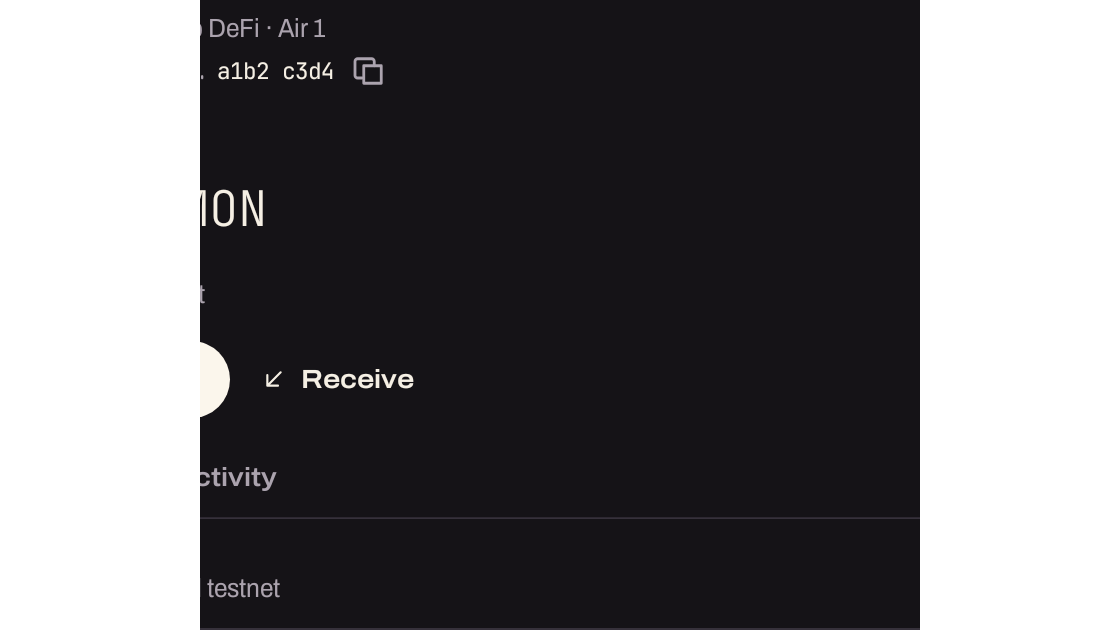 DeFi · Air 1
. a1b2 c3d4
MON
Receive
ctivity
testnet